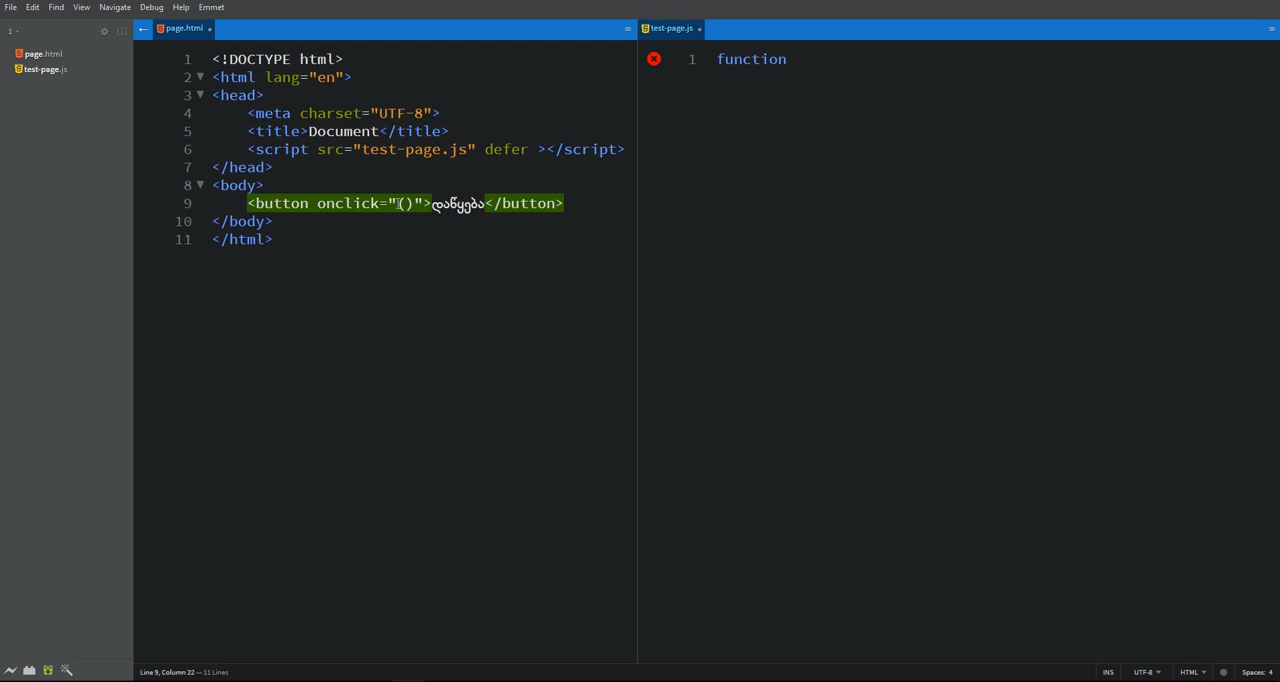 File Edit Find View Navigate Debug Help Emmet
1
page.html
test-page.js
page.html
1 <!DOCTYPE html>
2 <html lang="en">
3 <head>
4 <meta charset="UTF-8">
5 <title>Document</title>
6 <script src="test-page.js" defer ></script>
7 </head>
8 <body>
9 <button onclick="()">დაწყება</button>
10 </body>
11 </html>
test-page.js
1 function
Line 9, Column 22 — 11 Lines
INS UTF-8 HTML Spaces: 4